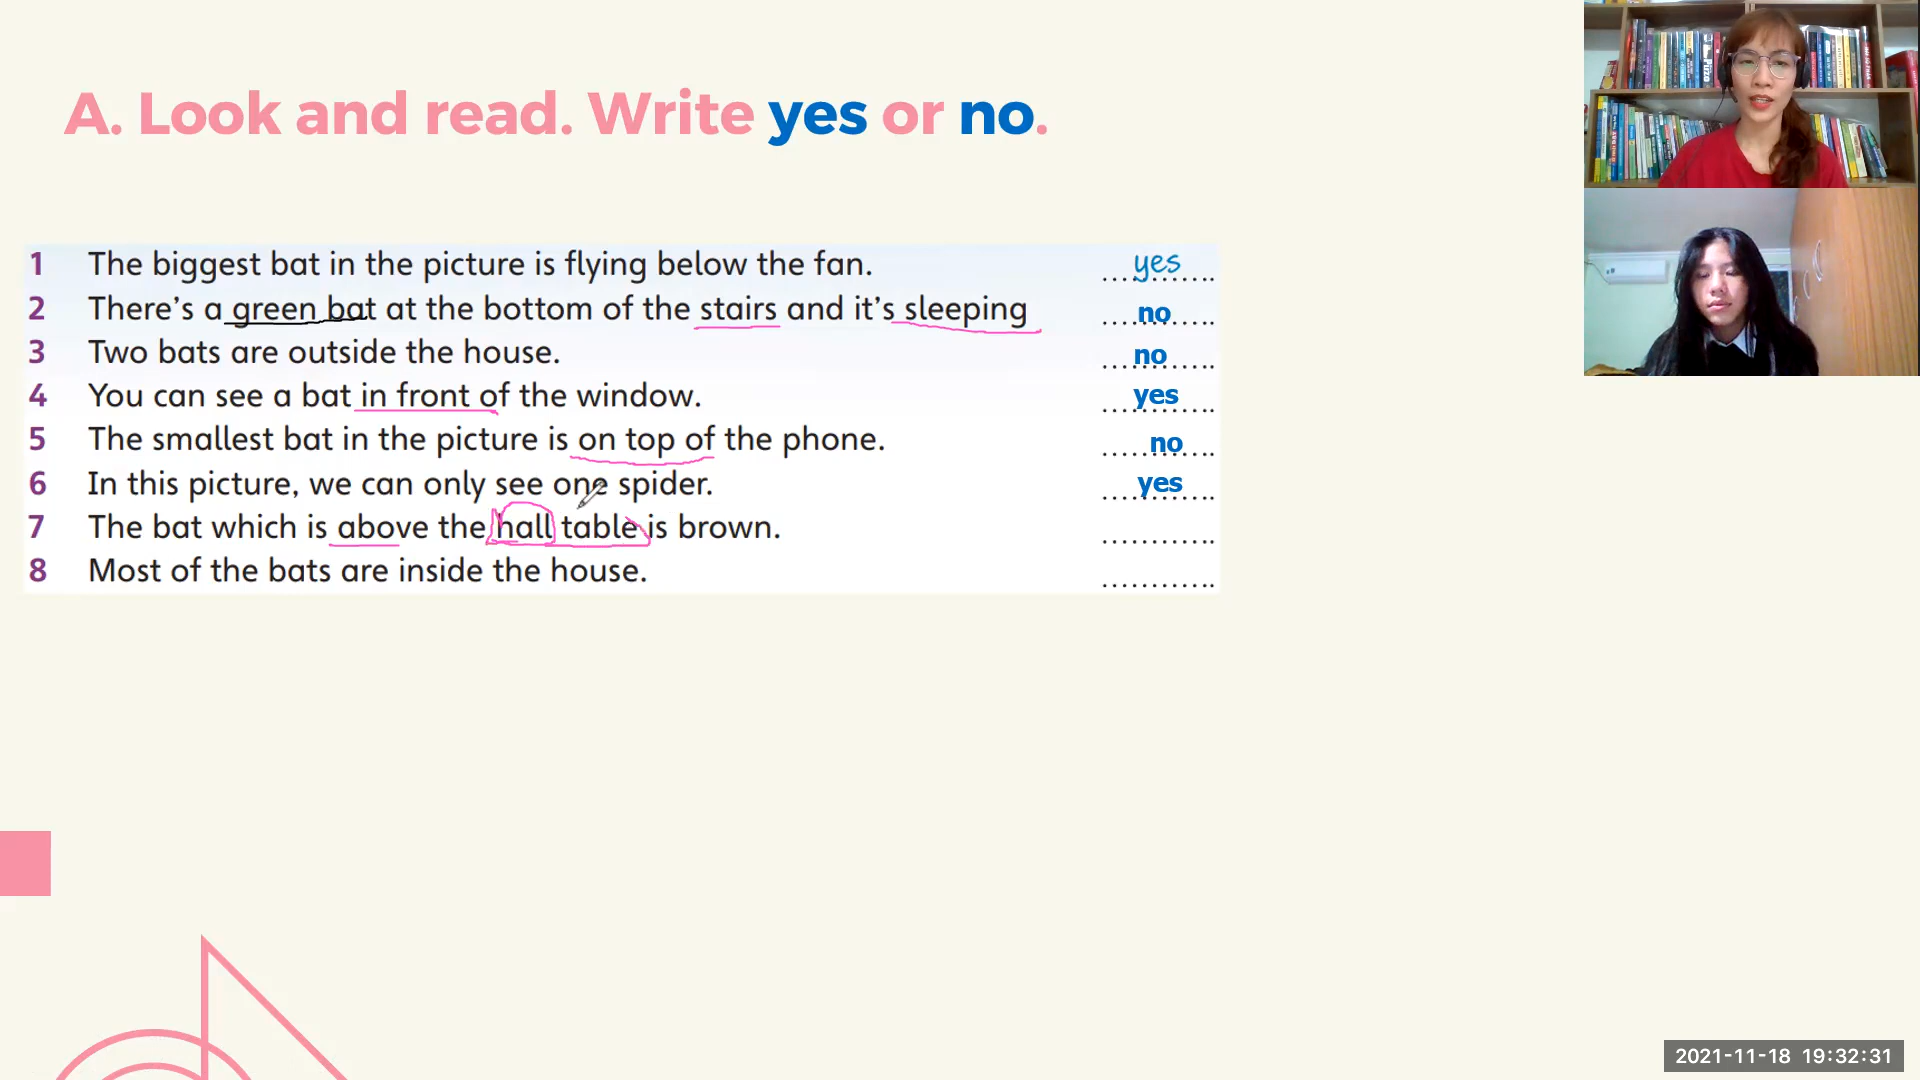 A. Look and read. Write yes or no.
1 The biggest bat in the picture is flying below the fan. yes
2 There's a green bat at the bottom of the stairs and it's sleeping no
3 Two bats are outside the house. no
4 You can see a bat in front of the window. yes
5 The smallest bat in the picture is on top of the phone. no
6 In this picture, we can only see one spider. yes
7 The bat which is above the hall table is brown. ............
8 Most of the bats are inside the house. ............
2021-11-18 19:32:31